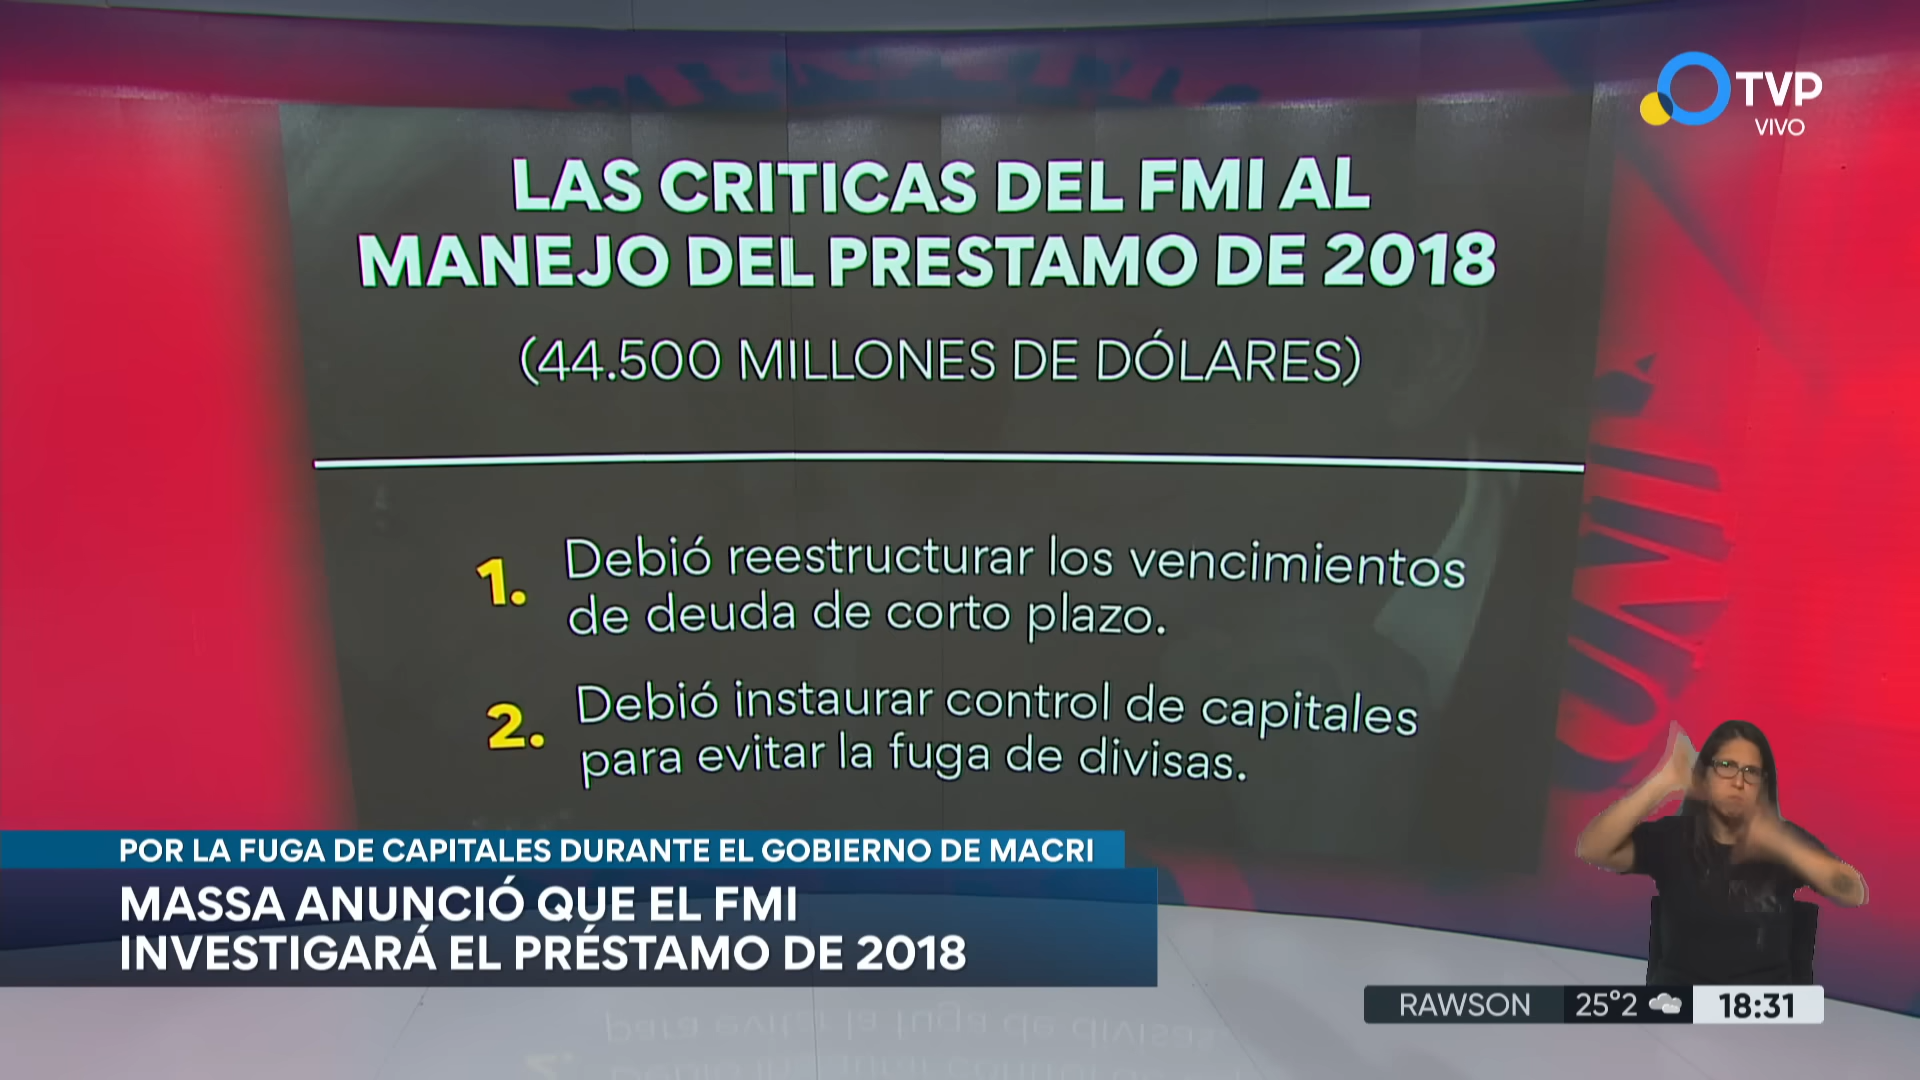 TVP
VIVO
LAS CRITICAS DEL FMI AL
MANEJO DEL PRESTAMO DE 2018
(44.500 MILLONES DE DÓLARES)
1. Debió reestructurar los vencimientos
de deuda de corto plazo.
2. Debió instaurar control de capitales
para evitar la fuga de divisas.
POR LA FUGA DE CAPITALES DURANTE EL GOBIERNO DE MACRI
MASSA ANUNCIÓ QUE EL FMI
INVESTIGARÁ EL PRÉSTAMO DE 2018
RAWSON 25°2 18:31